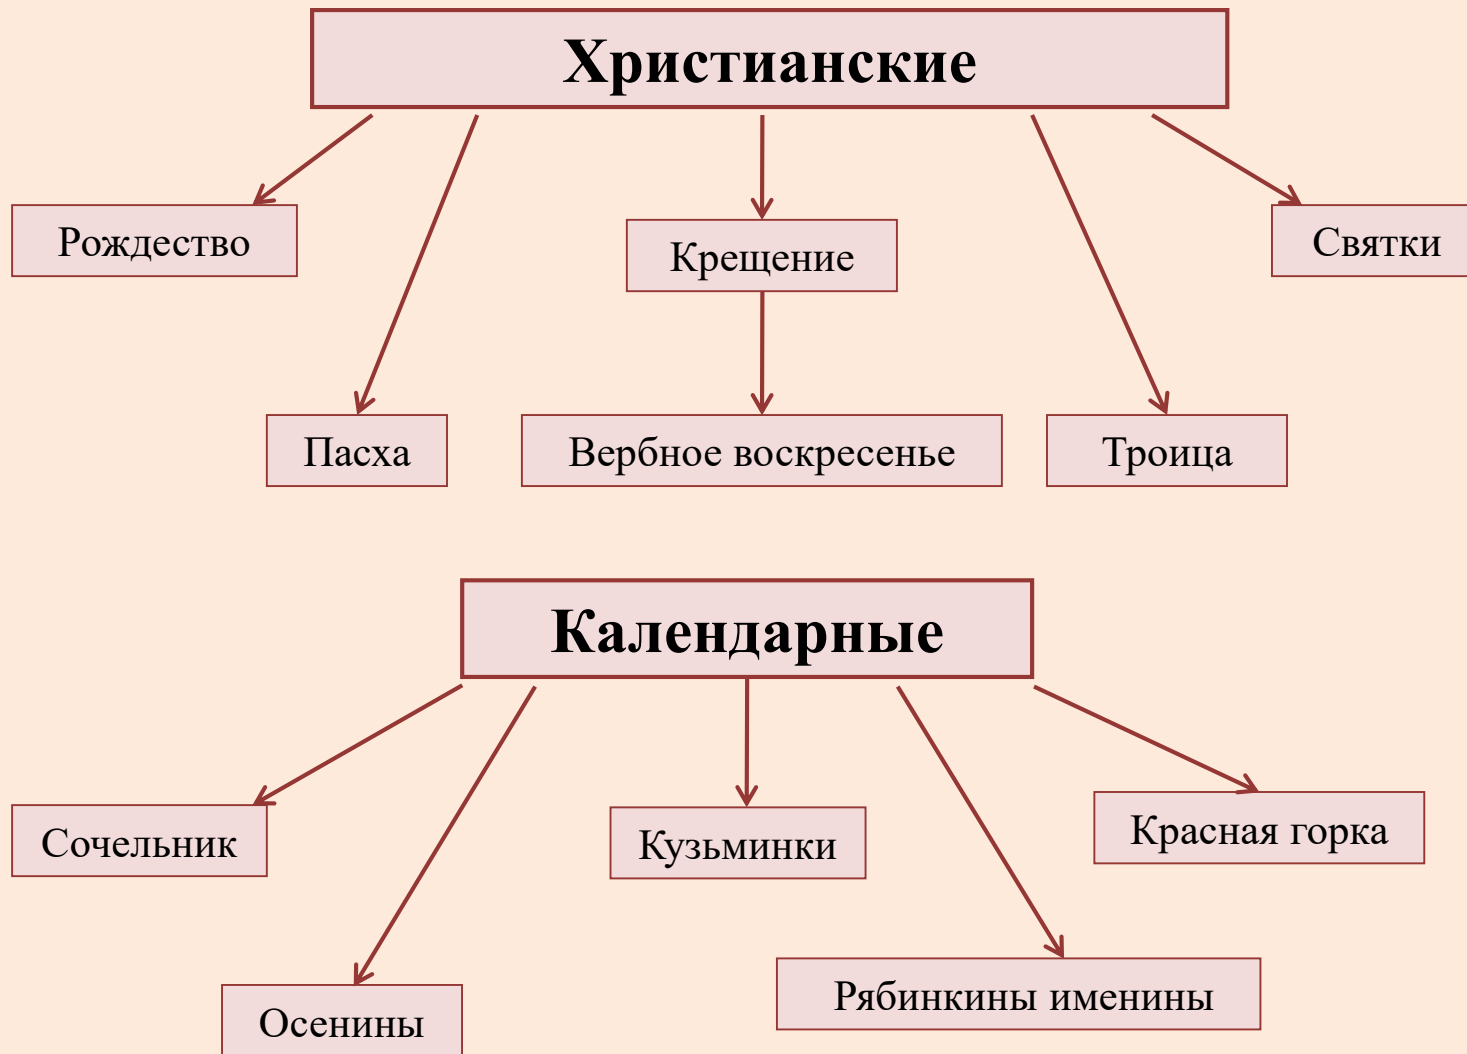 Христианские
Рождество
Крещение
Святки
Пасха
Вербное воскресенье
Троица
Календарные
Сочельник
Кузьминки
Красная горка
Осенины
Рябинкины именины